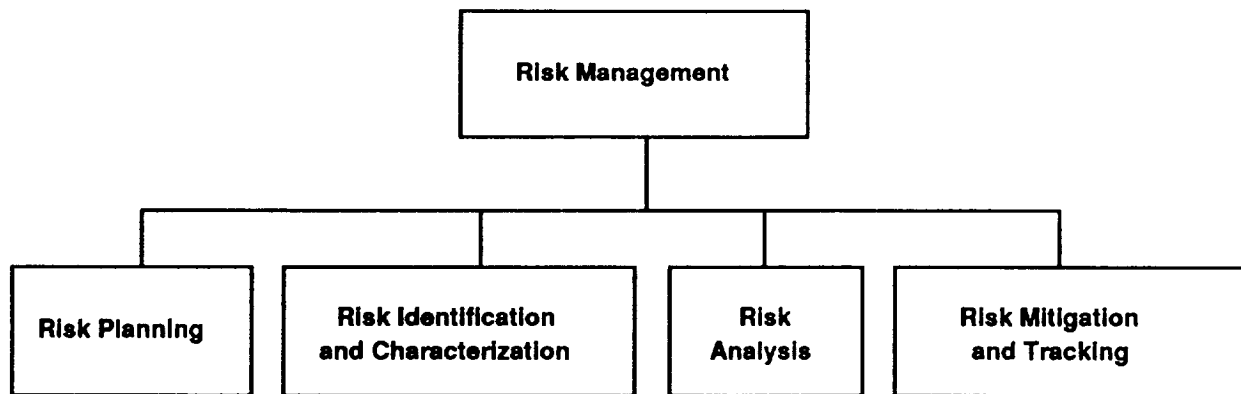 Risk Management
Risk Planning
Risk Identification
and Characterization
Risk
Analysis
Risk Mitigation
and Tracking